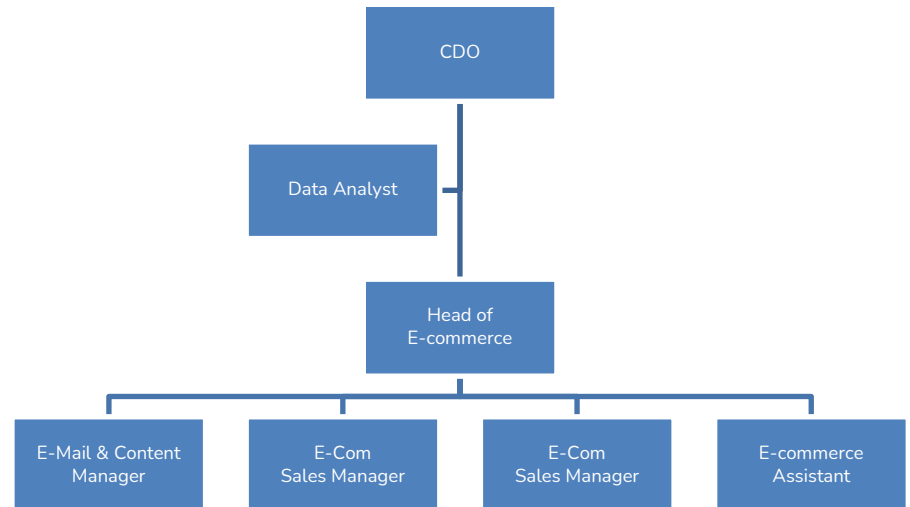 CDO
Data Analyst
Head of
E-commerce
E-Mail & Content
Manager
E-Com
Sales Manager
E-Com
Sales Manager
E-commerce
Assistant